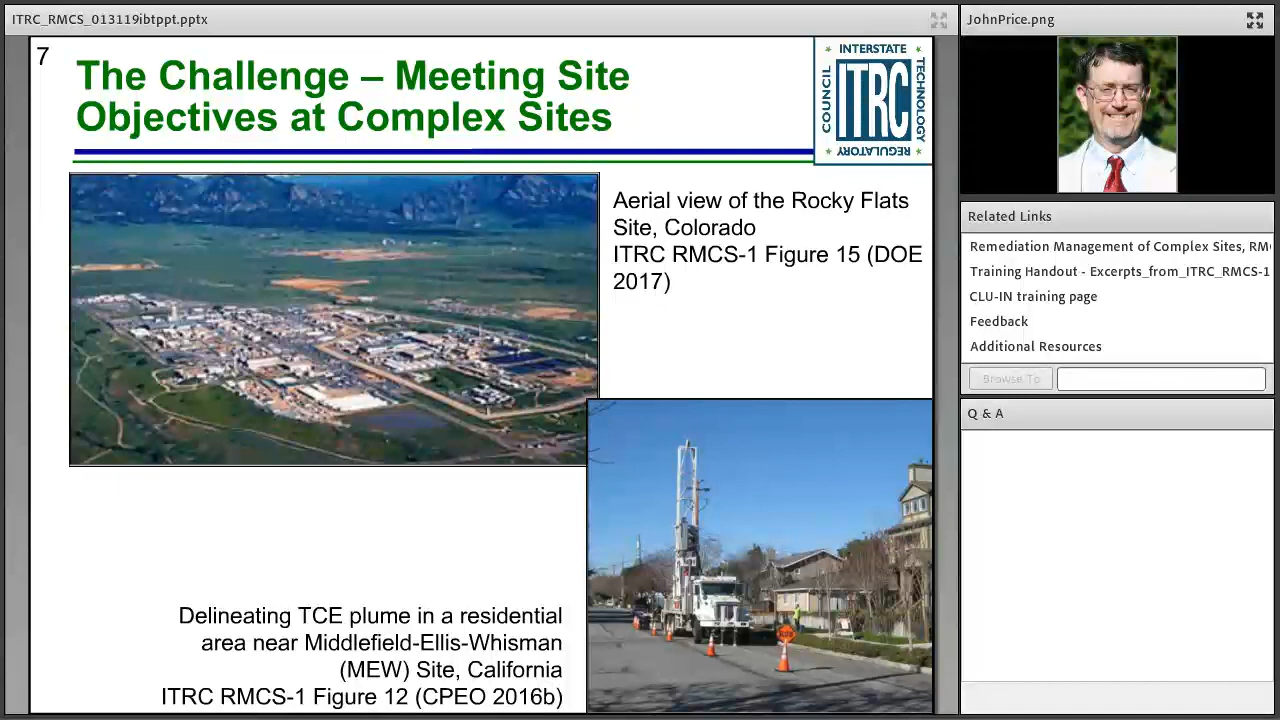 ITRC_RMCS_013119ibtppt.pptx
7
The Challenge – Meeting Site
Objectives at Complex Sites
INTERSTATE
COUNCIL
ITRC
TECHNOLOGY
REGULATORY
Aerial view of the Rocky Flats
Site, Colorado
ITRC RMCS-1 Figure 15 (DOE
2017)
Delineating TCE plume in a residential
area near Middlefield-Ellis-Whisman
(MEW) Site, California
ITRC RMCS-1 Figure 12 (CPEO 2016b)
JohnPrice.png
Related Links
Remediation Management of Complex Sites, RM
Training Handout - Excerpts_from_ITRC_RMCS-1
CLU-IN training page
Feedback
Additional Resources
Browse To
Q & A